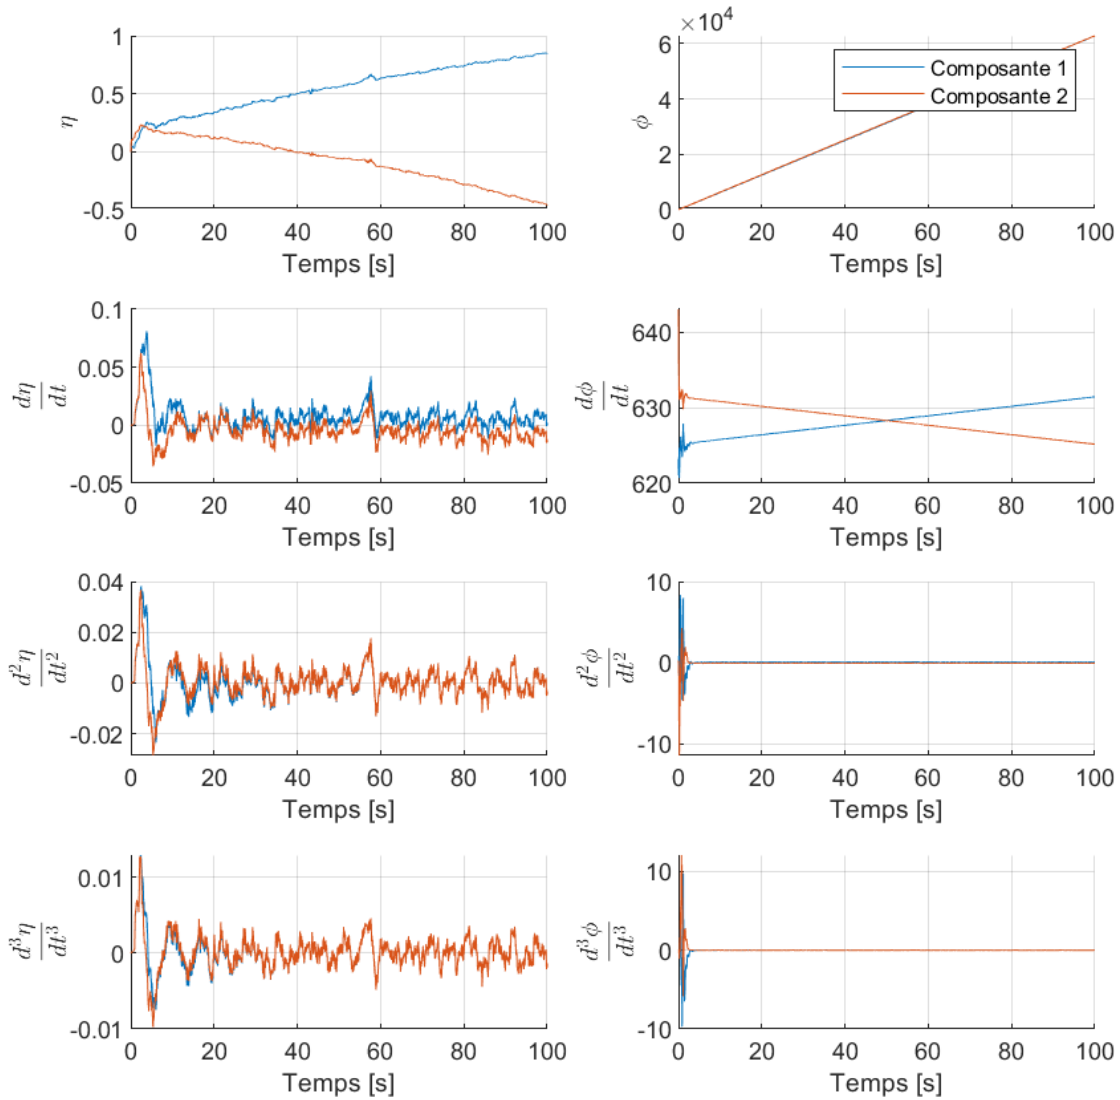 1
0.5
0
-0.5
η
0 20 40 60 80 100
Temps [s]
×10⁴
6
4
2
0
ϕ
Composante 1
Composante 2
0 20 40 60 80 100
Temps [s]
0.1
0.05
0
-0.05
dη/dt
0 20 40 60 80 100
Temps [s]
640
630
620
dϕ/dt
0 20 40 60 80 100
Temps [s]
0.04
0.02
0
-0.02
d²η/dt²
0 20 40 60 80 100
Temps [s]
10
0
-10
d²ϕ/dt²
0 20 40 60 80 100
Temps [s]
0.01
0
-0.01
d³η/dt³
0 20 40 60 80 100
Temps [s]
10
0
-10
d³ϕ/dt³
0 20 40 60 80 100
Temps [s]